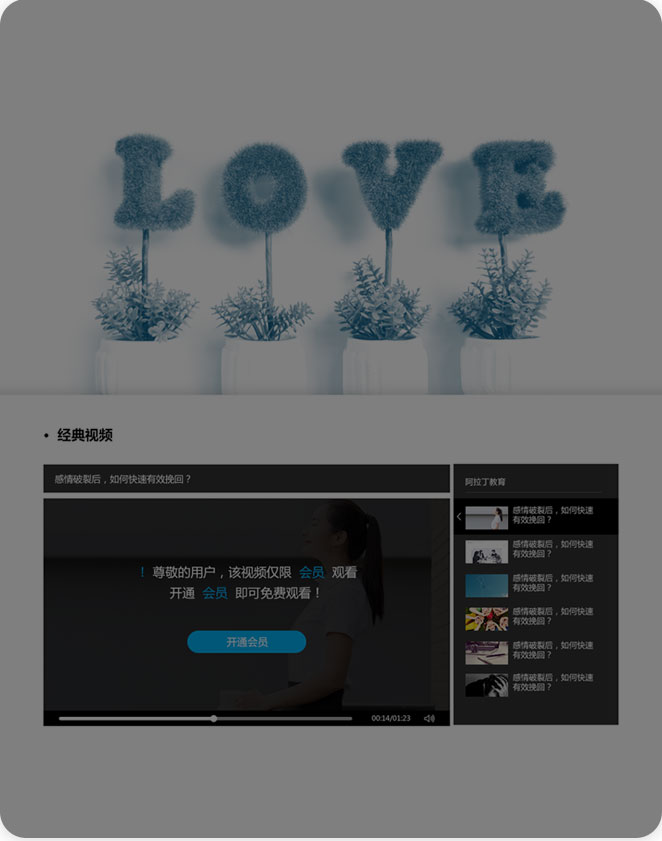 LOVE
• 经典视频
感情破裂后，如何快速有效挽回？
！尊敬的用户，该视频仅限 会员 观看
开通 会员 即可免费观看！
开通会员
00:14/01:23
阿拉丁教育
感情破裂后，如何快速
有效挽回？
感情破裂后，如何快速
有效挽回？
感情破裂后，如何快速
有效挽回？
感情破裂后，如何快速
有效挽回？
感情破裂后，如何快速
有效挽回？
感情破裂后，如何快速
有效挽回？